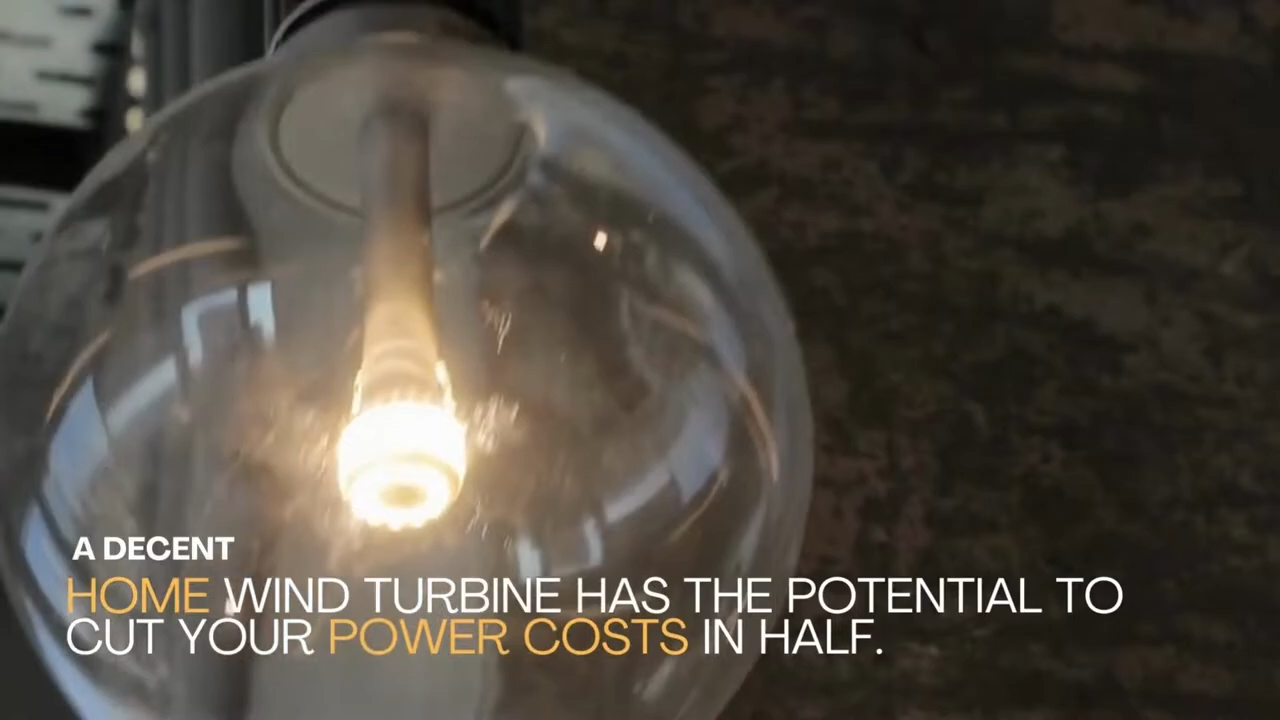 A DECENT
HOME WIND TURBINE HAS THE POTENTIAL TO
CUT YOUR POWER COSTS IN HALF.